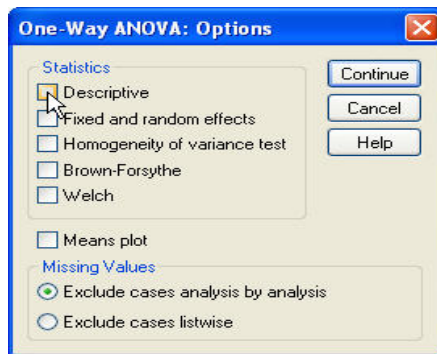 One-Way ANOVA: Options
Statistics
Descriptive
Fixed and random effects
Homogeneity of variance test
Brown-Forsythe
Welch
Means plot
Missing Values
Exclude cases analysis by analysis
Exclude cases listwise
Continue
Cancel
Help